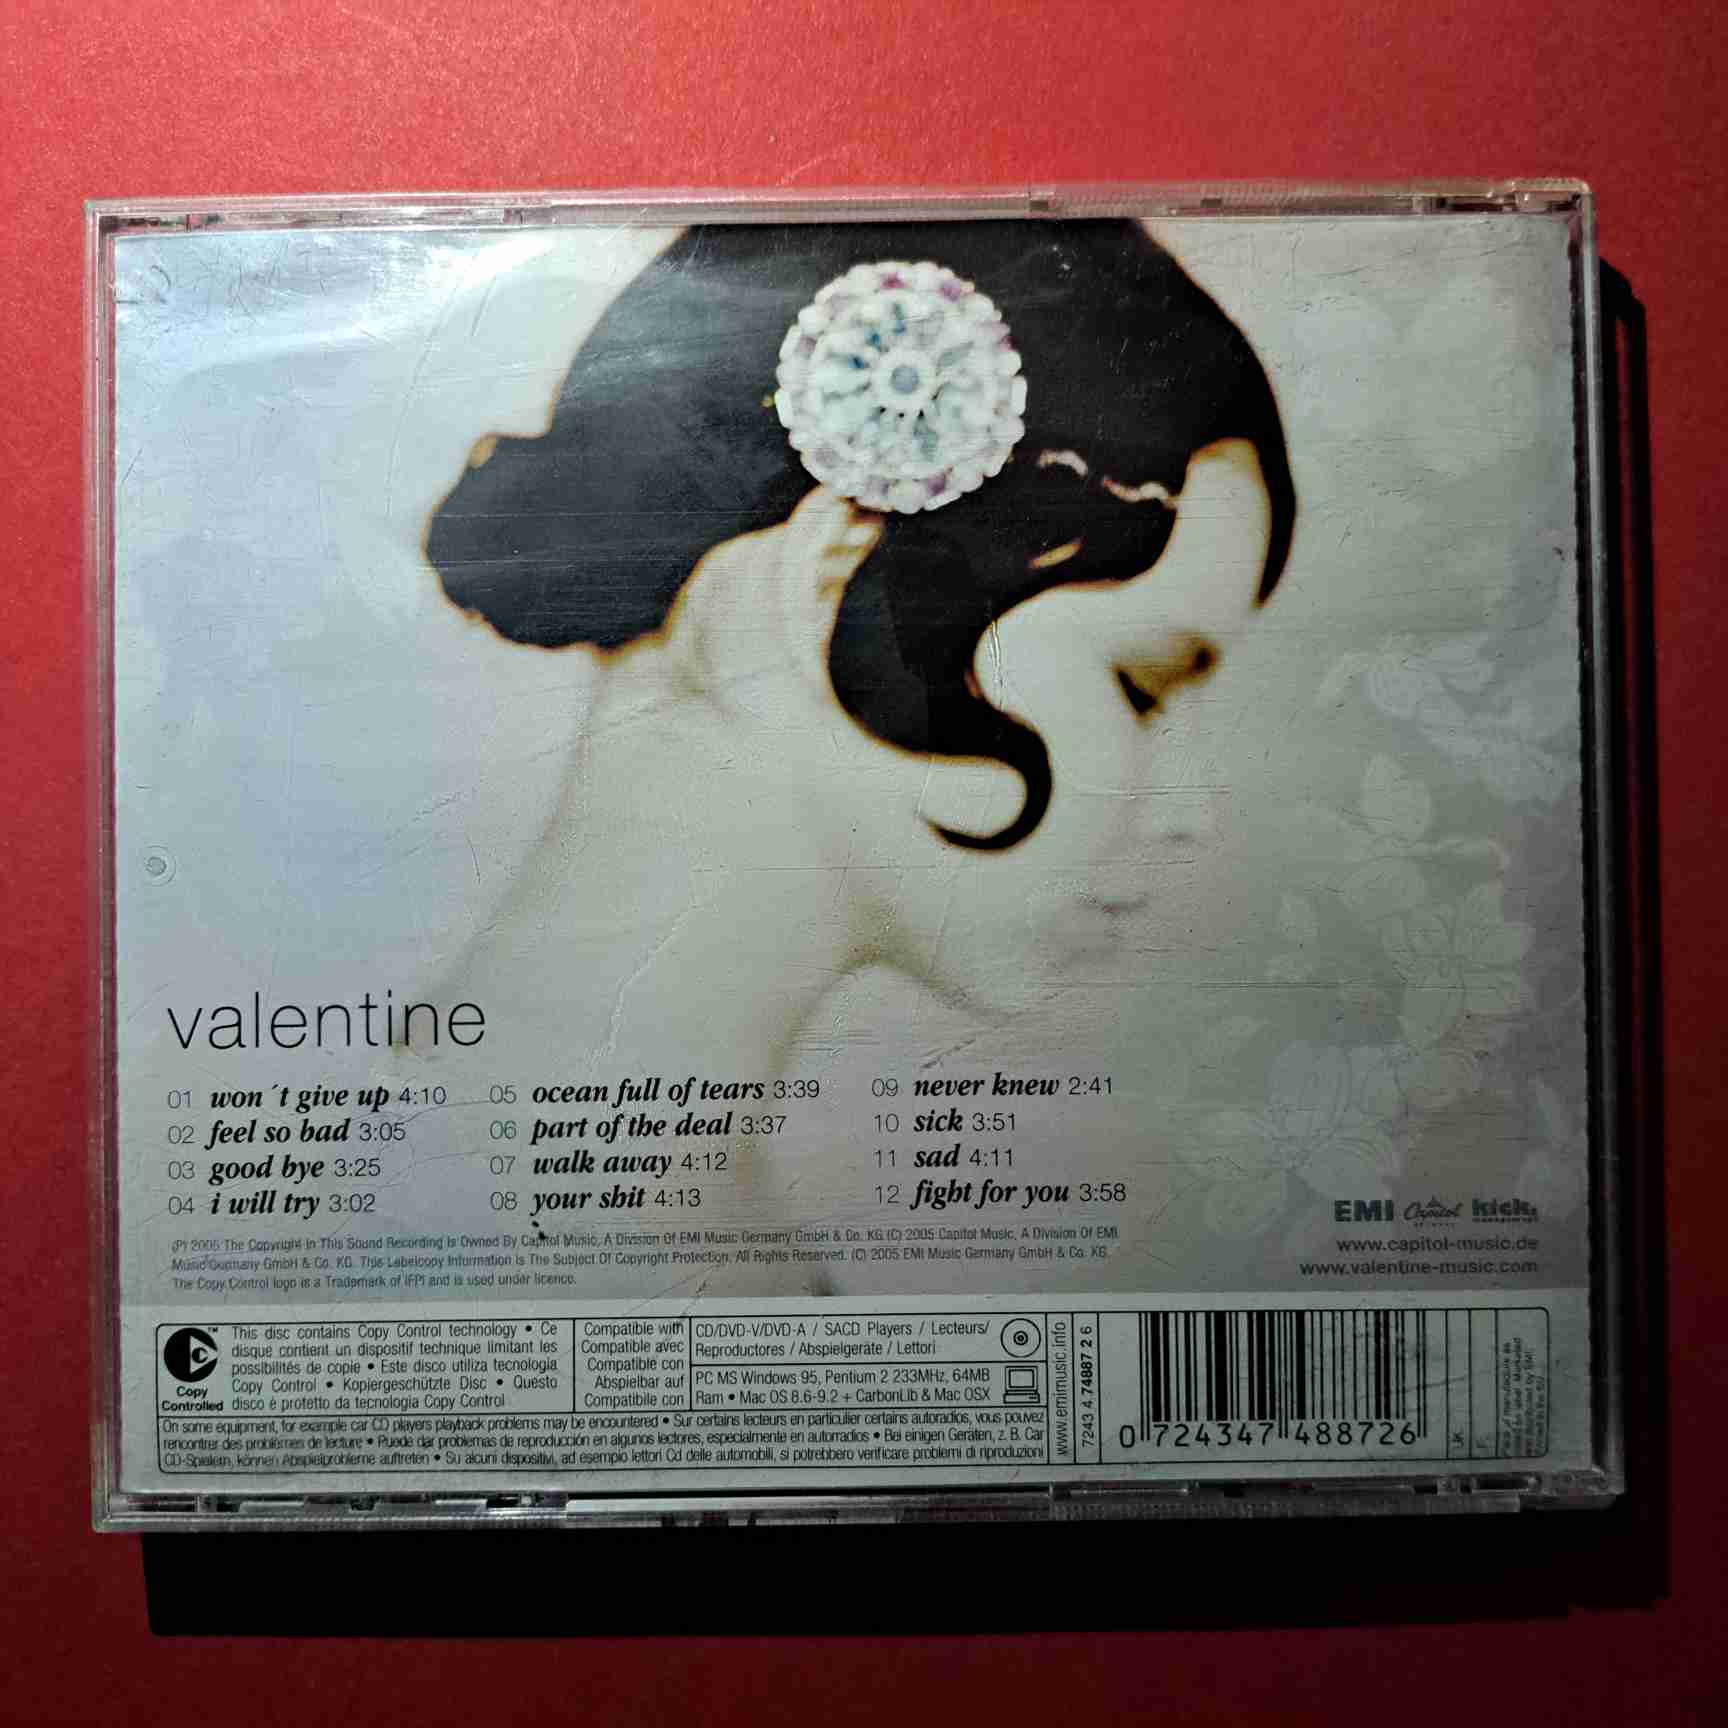 valentine
01 won´t give up 4:10
02 feel so bad 3:05
03 good bye 3:25
04 i will try 3:02
05 ocean full of tears 3:39
06 part of the deal 3:37
07 walk away 4:12
08 your shit 4:13
09 never knew 2:41
10 sick 3:51
11 sad 4:11
12 fight for you 3:58
(P) 2005 The Copyright In This Sound Recording Is Owned By Capitol Music, A Division Of EMI Music Germany GmbH & Co. KG (C) 2005 Capitol Music, A Division Of EMI
Music Germany GmbH & Co. KG. This Labelcopy Information Is The Subject Of Copyright Protection. All Rights Reserved. (C) 2005 EMI Music Germany GmbH & Co. KG.
The Copy Control logo is a Trademark of IFPI and is used under licence.
EMI Capitol kick.
www.capitol-music.de
www.valentine-music.com
TM
Copy
Controlled
This disc contains Copy Control technology • Ce
disque contient un dispositif technique limitant les
possibilités de copie • Este disco utiliza tecnologia
Copy Control • Kopiergeschützte Disc • Questo
disco è protetto da tecnologia Copy Control
Compatible with
Compatible avec
Compatible con
Abspielbar auf
Compatibile con
CD/DVD-V/DVD-A / SACD Players / Lecteurs/
Reproductores / Abspielgeräte / Lettori
PC MS Windows 95, Pentium 2 233MHz, 64MB
Ram • Mac OS 8.6-9.2 + CarbonLib & Mac OSX
On some equipment, for example car CD players playback problems may be encountered • Sur certains lecteurs en particulier certains autoradios, vous pouvez
rencontrer des problèmes de lecture • Puede dar problemas de reproducción en algunos lectores, especialmente en autorradios • Bei einigen Geräten, z. B. Car
CD-Spielern, können Abspielprobleme auftreten • Su alcuni dispositivi, ad esempio lettori Cd delle automobili, si potrebbero verificare problemi di riproduzioni
www.emimusic.info
7243 4 74887 2 6
0 724347 488726
UK
F: